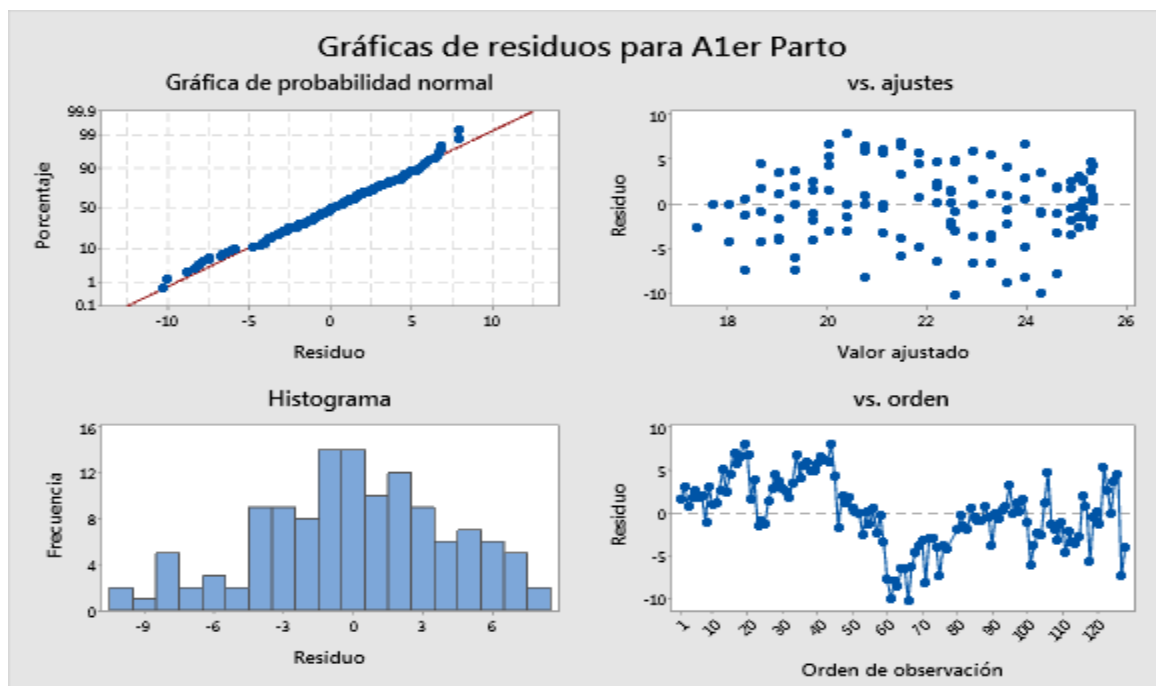 Gráficas de residuos para A1er Parto
Gráfica de probabilidad normal
99.9
99
90
50
10
1
0.1
Porcentaje
-10 -5 0 5 10
Residuo
vs. ajustes
10
5
0
-5
-10
Residuo
18 20 22 24 26
Valor ajustado
Histograma
16
12
8
4
0
Frecuencia
-9 -6 -3 0 3 6
Residuo
vs. orden
10
5
0
-5
-10
Residuo
1 10 20 30 40 50 60 70 80 90 100 110 120
Orden de observación